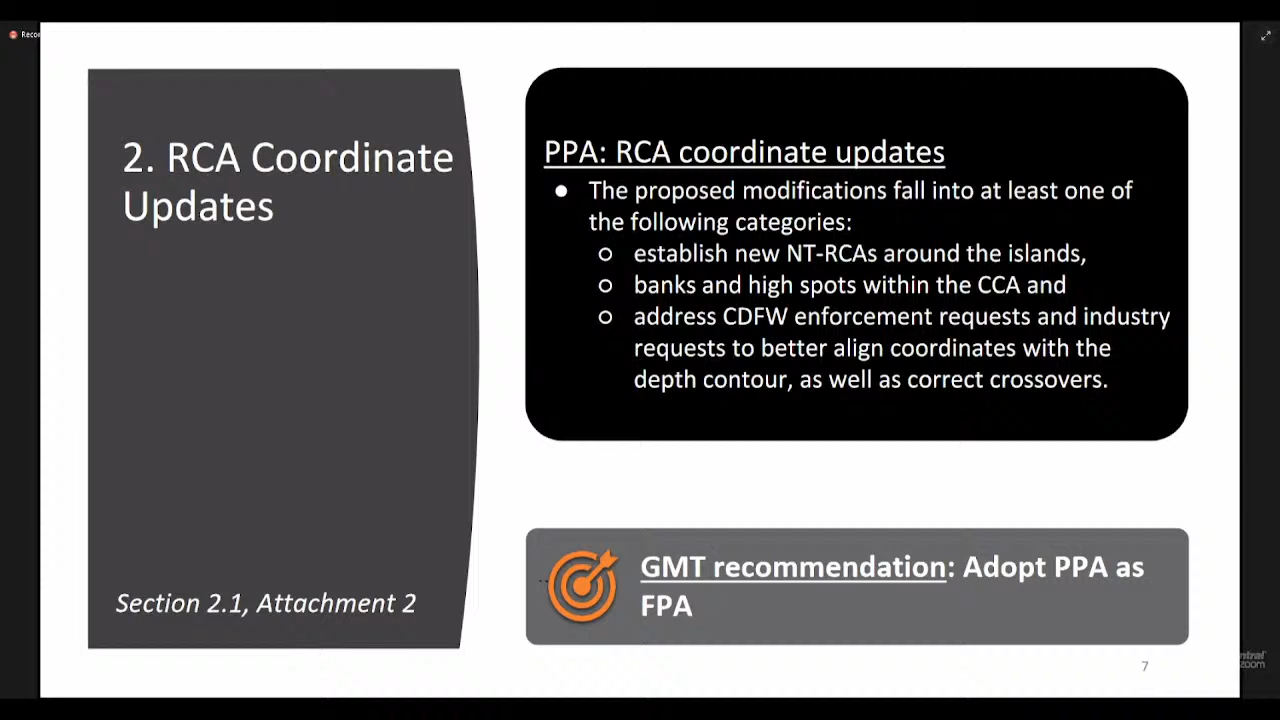 Recor
2. RCA Coordinate
Updates
Section 2.1, Attachment 2
PPA: RCA coordinate updates
● The proposed modifications fall into at least one of
the following categories:
○ establish new NT-RCAs around the islands,
○ banks and high spots within the CCA and
○ address CDFW enforcement requests and industry
requests to better align coordinates with the
depth contour, as well as correct crossovers.
GMT recommendation: Adopt PPA as
FPA
7
zoom